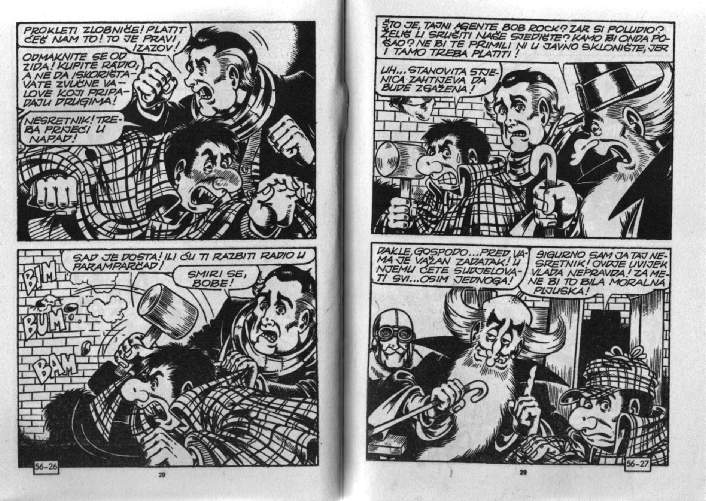 PROKLETI ZLOBNIČE! PLATIT
ĆEŠ NAM TO! TO JE PRAVI
IZAZOV!
ODMAKNITE SE OD
ZIDA! KUPITE RADIO,
A NE DA ISKORIŠTA-
VATE ZVUČNE VA-
LOVE KOJI PRIPA-
DAJU DRUGIMA!
NESRETNIK! TRE-
BA PRIJEĆI U
NAPAD!
BIM
BUM
BAM
SAD JE DOSTA! ILI ĆU TI RAZBITI RADIO U
PARAMPARČAD!
SMIRI SE,
BOBE!
56-26
28
ŠTO JE, TAJNI AGENTE BOB ROCK? ZAR SI POLUDIO?
ŽELIŠ LI SRUŠITI NAŠE SJEDIŠTE? KAMO BI ONDA PO-
ŠAO? NE BI TE PRIMILI NI U JAVNO SKLONIŠTE, JER
I TAMO TREBA PLATITI!
UH... STANOVITA STJE-
NICA ZAHTJEVA DA
BUDE ZGAŽENA!
DAKLE, GOSPODO... PRED VA-
MA JE VAŽAN ZADATAK! U
NJEMU ĆETE SUDJELOVA-
TI SVI... OSIM JEDNOGA!
SIGURNO SAM JA TAJ NE-
SRETNIK! OVDJE UVIJEK
VLADA NEPRAVDA! ZA ME-
NE BI TO BILA MORALNA
PLJUSKA!
29
56-27